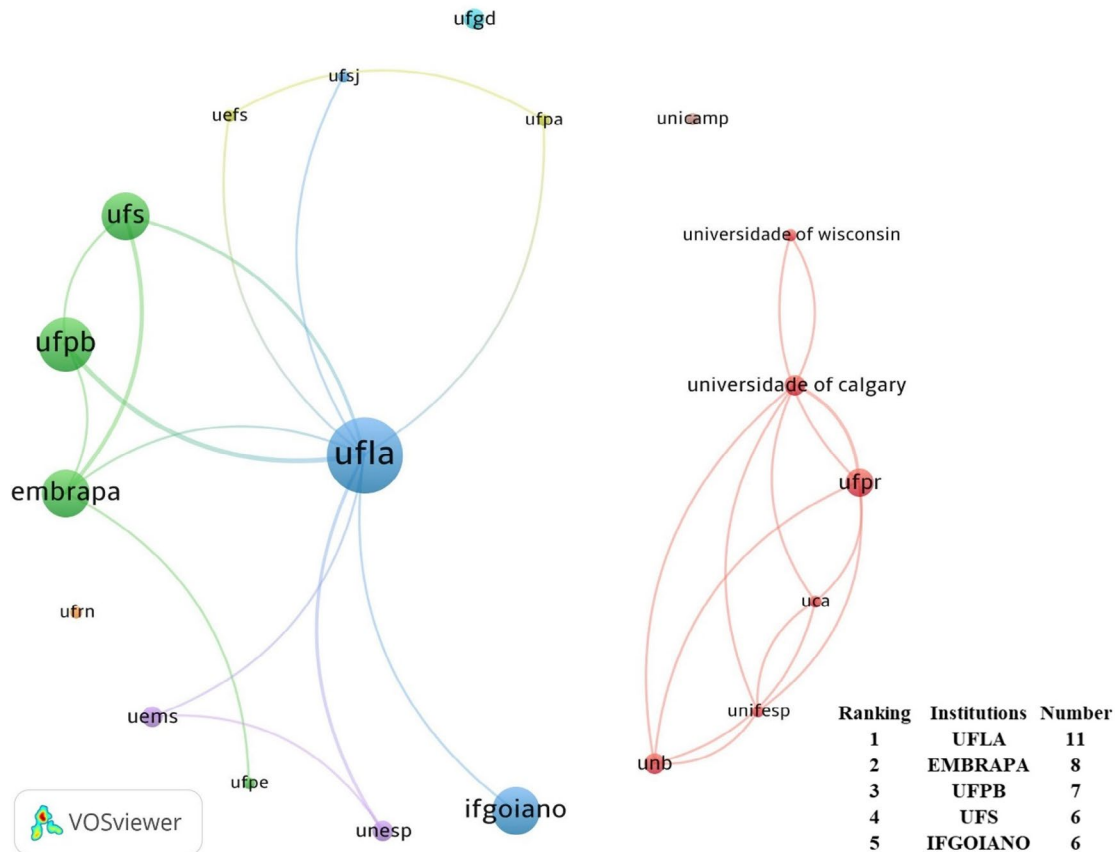 ufgd
ufsj
uefs
ufpa
unicamp
ufs
universidade of wisconsin
ufpb
universidade of calgary
ufla
ufpr
embrapa
uca
ufrn
uems
unifesp
unb
ufpe
ifgoiano
unesp
VOSviewer
Ranking Institutions Number
1 UFLA 11
2 EMBRAPA 8
3 UFPB 7
4 UFS 6
5 IFGOIANO 6